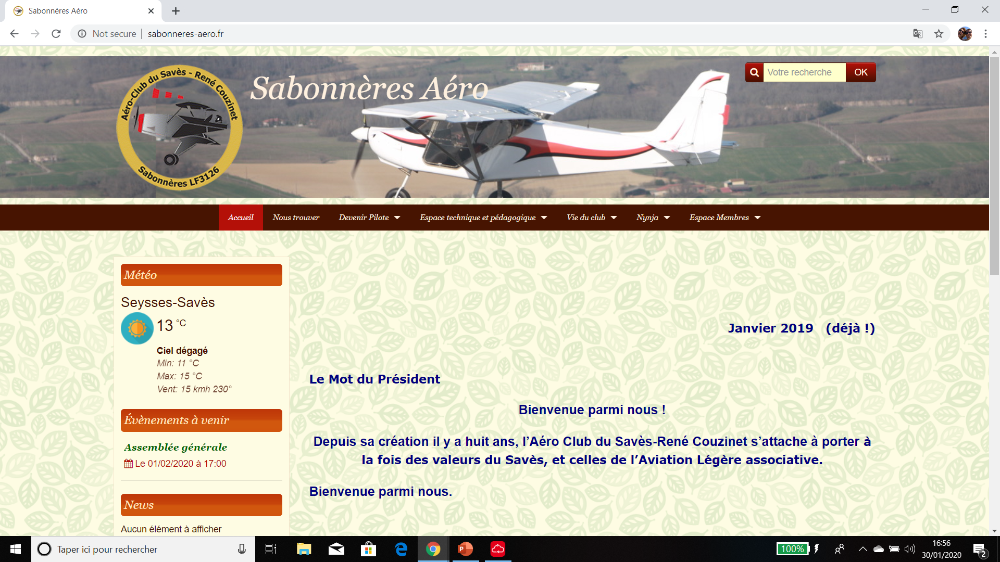 Sabonnères Aéro
Not secure | sabonneres-aero.fr
Aéro-Club du Savès - René Couzinet
Sabonnères LF3126
Sabonnères Aéro
Votre recherche
OK
Accueil
Nous trouver
Devenir Pilote
Espace technique et pédagogique
Vie du club
Nynja
Espace Membres
Météo
Seysses-Savès
13 °C
Ciel dégagé
Min: 11 °C
Max: 15 °C
Vent: 15 kmh 230°
Évènements à venir
Assemblée générale
Le 01/02/2020 à 17:00
News
Aucun élément à afficher
Janvier 2019 (déjà !)
Le Mot du Président
Bienvenue parmi nous !
Depuis sa création il y a huit ans, l’Aéro Club du Savès-René Couzinet s’attache à porter à
la fois des valeurs du Savès, et celles de l’Aviation Légère associative.
Bienvenue parmi nous.
Taper ici pour rechercher
100%
16:56
30/01/2020
2